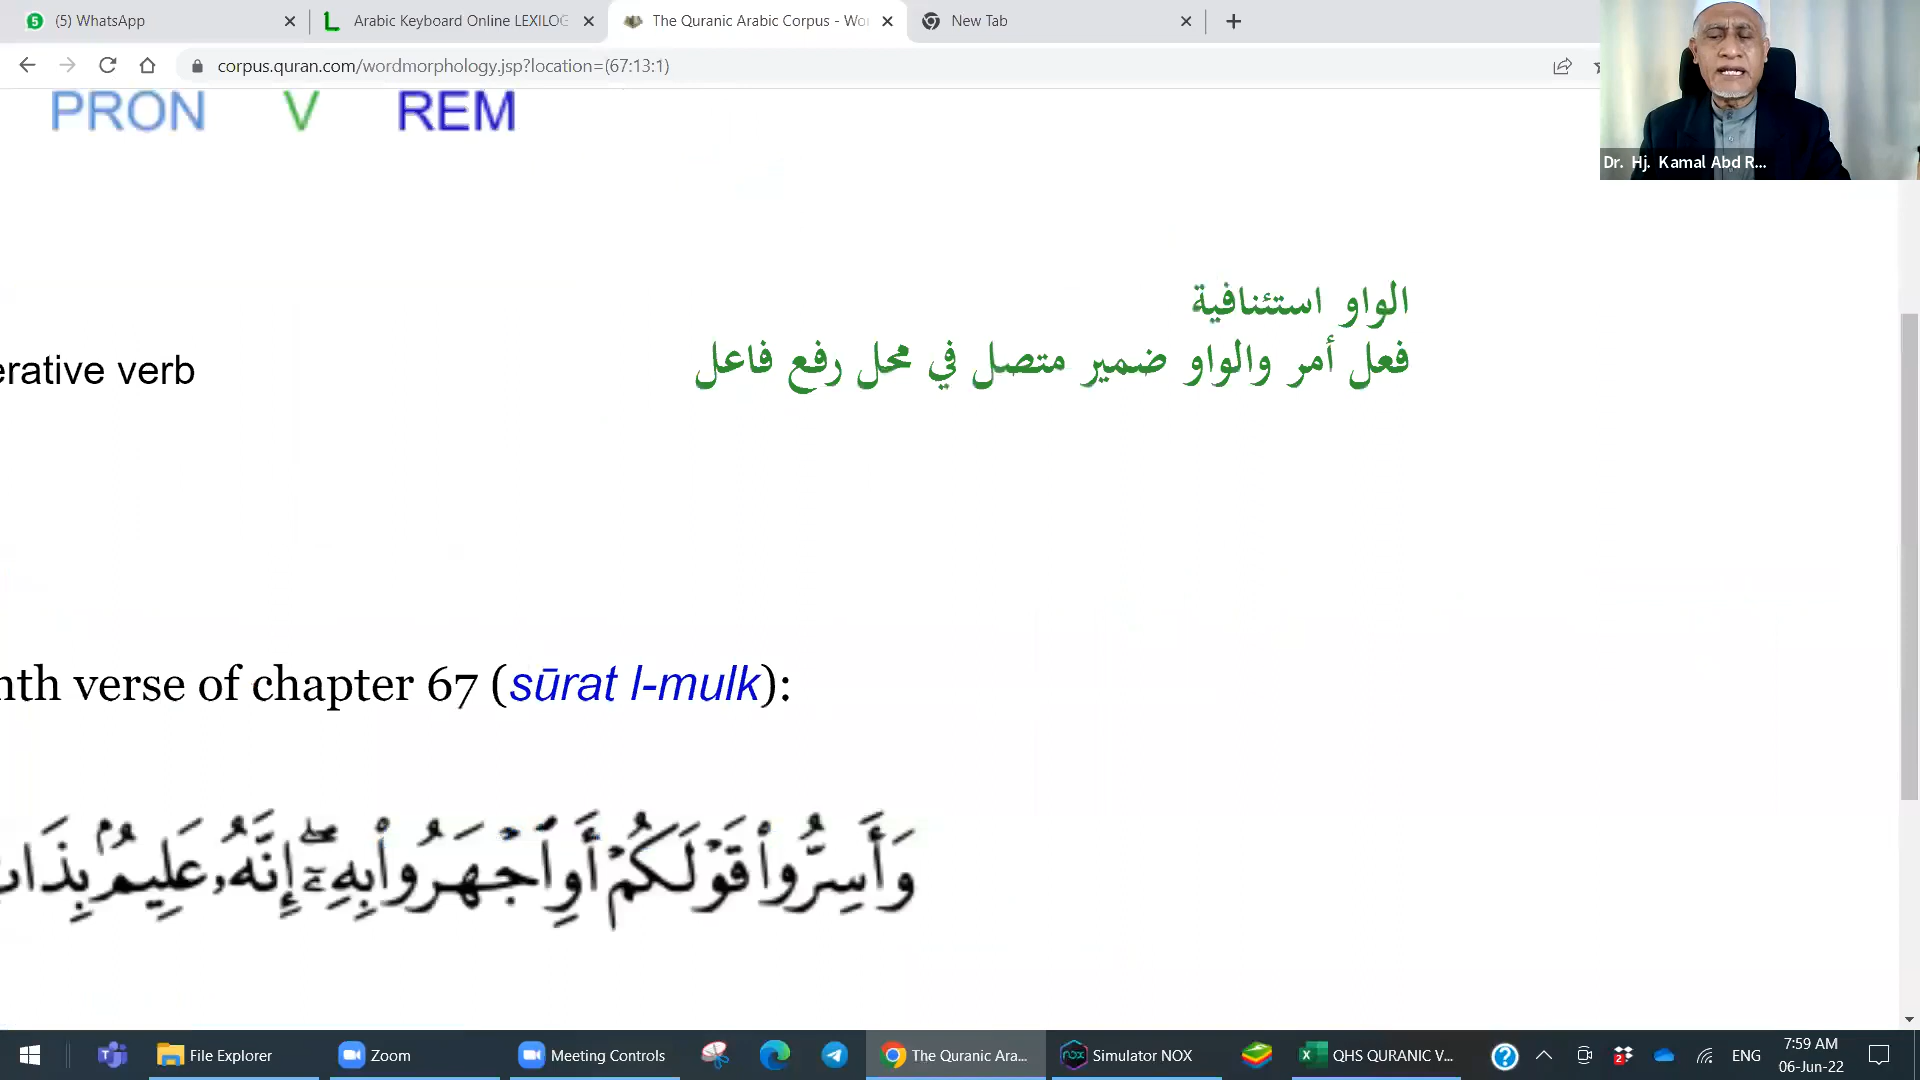 (5) WhatsApp
Arabic Keyboard Online LEXILOG
The Quranic Arabic Corpus - Wo
New Tab
corpus.quran.com/wordmorphology.jsp?location=(67:13:1)
PRON V REM
Dr. Hj. Kamal Abd R...
الواو استئنافية
erative verb
فعل أمر والواو ضمير متصل في محل رفع فاعل
nth verse of chapter 67 (sūrat l-mulk):
وَأَسِرُّوا۟ قَوْلَكُمْ أَوِ ٱجْهَرُوا۟ بِهِۦٓ ۖ إِنَّهُۥ عَلِيمٌۢ بِذَاتِ
File Explorer
Zoom
Meeting Controls
The Quranic Ara...
Simulator NOX
QHS QURANIC V...
ENG
7:59 AM
06-Jun-22